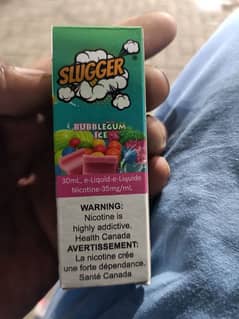 SLUGGER
BUBBLEGUM
ICE
30mL, e-Liquid-e-Liquide
Nicotine-35mg/mL
WARNING:
Nicotine is
highly addictive.
Health Canada
AVERTISSEMENT:
La nicotine crée
une forte dépendance.
Santé Canada